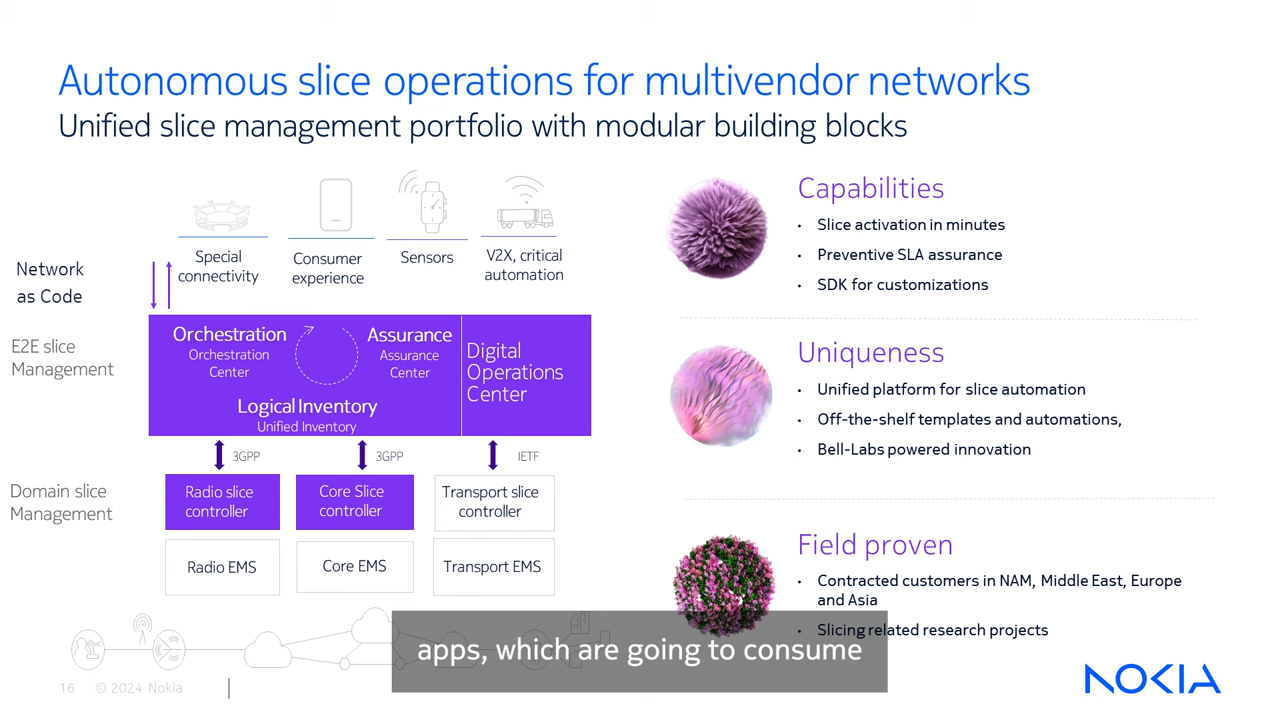 Autonomous slice operations for multivendor networks
Unified slice management portfolio with modular building blocks
Network
as Code
Special
connectivity
Consumer
experience
Sensors
V2X, critical
automation
E2E slice
Management
Orchestration
Orchestration
Center
Assurance
Assurance
Center
Logical Inventory
Unified Inventory
Digital
Operations
Center
3GPP
3GPP
IETF
Domain slice
Management
Radio slice
controller
Core Slice
controller
Transport slice
controller
Radio EMS
Core EMS
Transport EMS
Capabilities
• Slice activation in minutes
• Preventive SLA assurance
• SDK for customizations
Uniqueness
• Unified platform for slice automation
• Off-the-shelf templates and automations,
• Bell-Labs powered innovation
Field proven
• Contracted customers in NAM, Middle East, Europe
and Asia
• Slicing related research projects
apps, which are going to consume
16 © 2024 Nokia
NOKIA